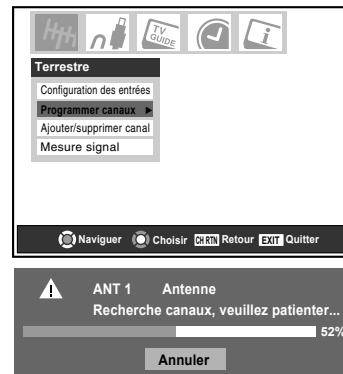 TV
GUIDE
i
Terrestre
Configuration des entrées
Programmer canaux
Ajouter/supprimer canal
Mesure signal
Naviguer Choisir CH RTN Retour EXIT Quitter
ANT 1 Antenne
Recherche canaux, veuillez patienter...
52%
Annuler